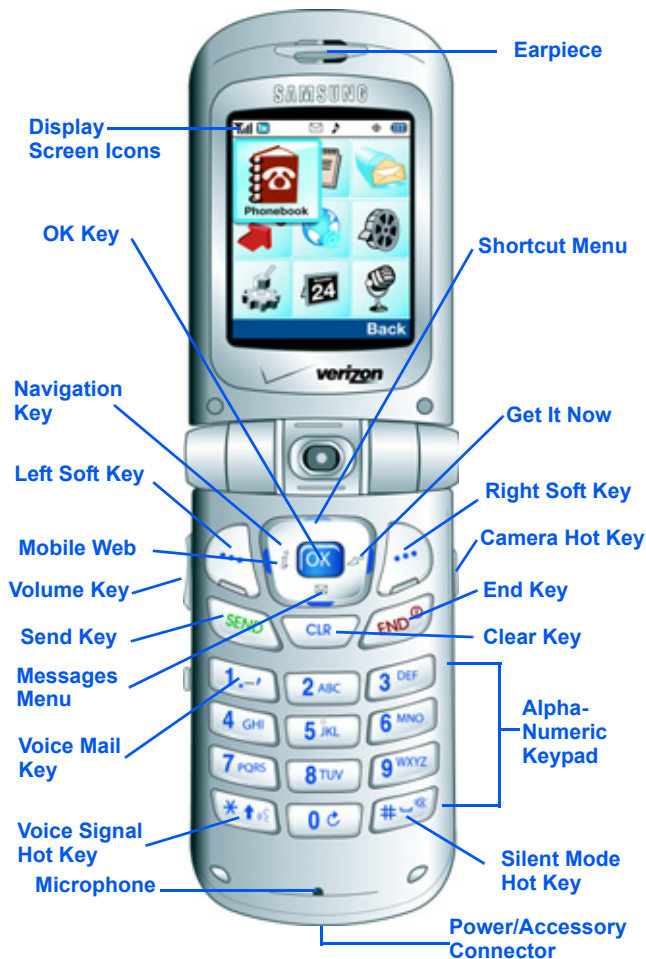 Earpiece
SAMSUNG
Display
Screen Icons
Phonebook
OK Key
Shortcut Menu
24
Back
verizon
Navigation
Key
Get It Now
Left Soft Key
Right Soft Key
Mobile Web
OK
Camera Hot Key
Volume Key
End Key
SEND
CLR
END
Send Key
Clear Key
Messages
Menu
1.-,
2 ABC
3 DEF
4 GHI
5 JKL
6 MNO
Alpha-
Numeric
Keypad
Voice Mail
Key
7 PQRS
8 TUV
9 WXYZ
* 0 #
Voice Signal
Hot Key
Silent Mode
Hot Key
Microphone
Power/Accessory
Connector